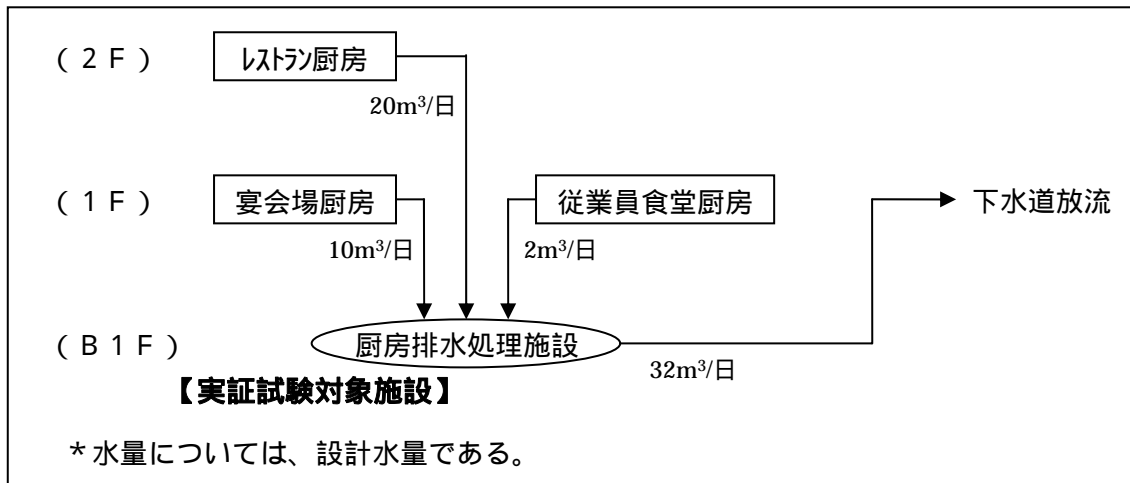 (2F) レストラン厨房
20m³/日
(1F) 宴会場厨房 従業員食堂厨房 下水道放流
10m³/日 2m³/日
(B1F) 厨房排水処理施設
32m³/日
【実証試験対象施設】
*水量については、設計水量である。